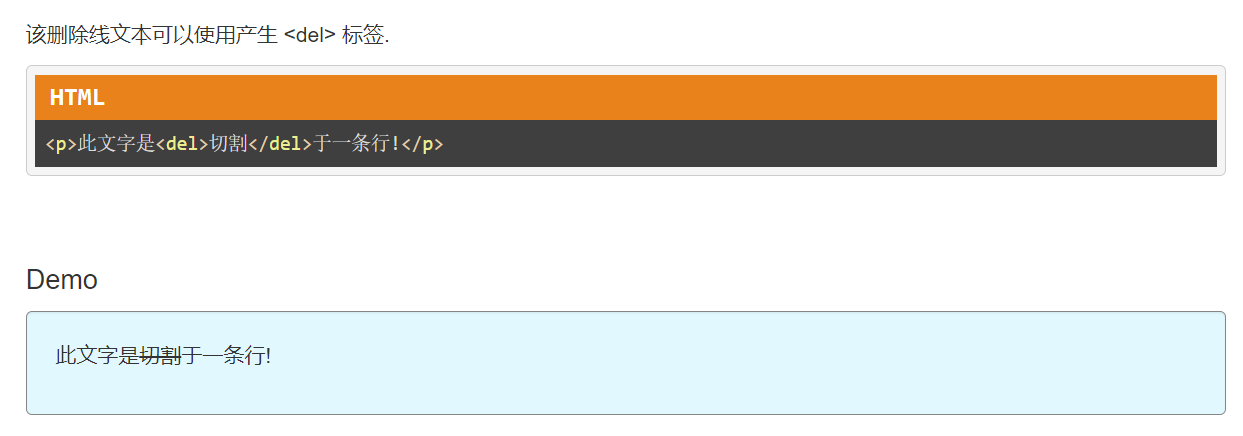 该删除线文本可以使用产生 <del> 标签.
HTML
<p>此文字是<del>切割</del>于一条行!</p>
Demo
此文字是切割于一条行!